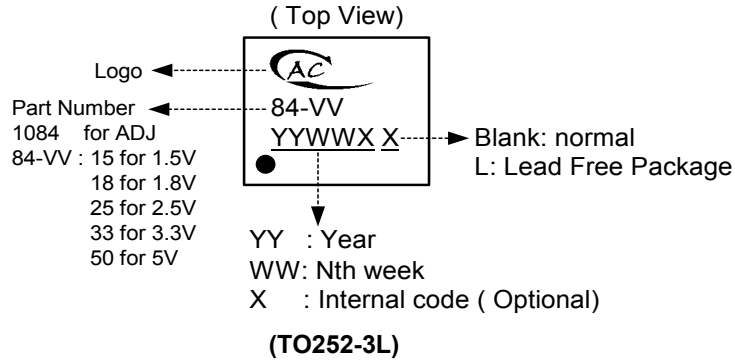 ( Top View)
Logo
AC
Part Number
1084 for ADJ
84-VV : 15 for 1.5V
18 for 1.8V
25 for 2.5V
33 for 3.3V
50 for 5V
84-VV
YYWWX X
Blank: normal
L: Lead Free Package
YY : Year
WW: Nth week
X : Internal code ( Optional)
(TO252-3L)